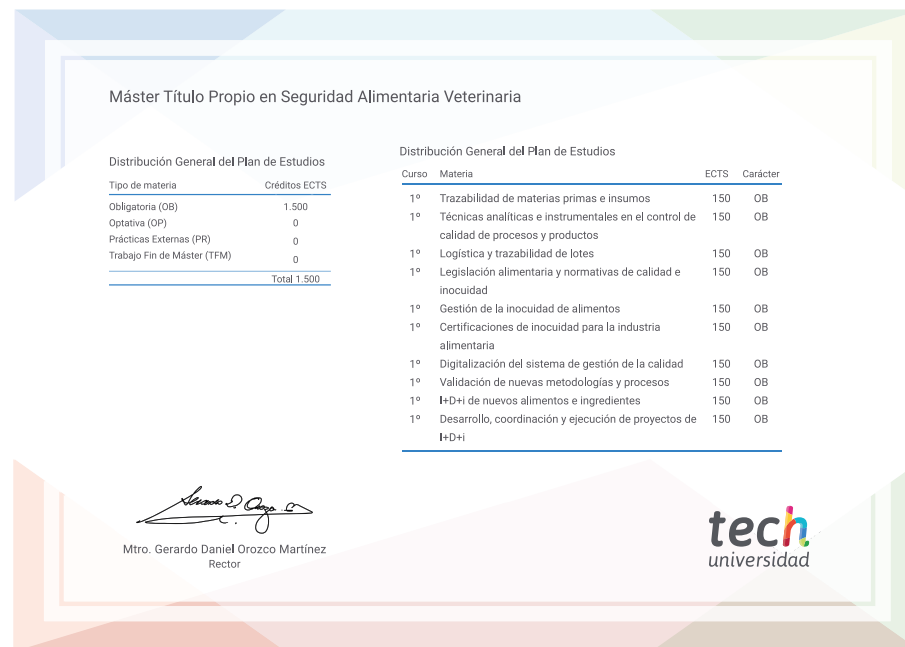 Máster Título Propio en Seguridad Alimentaria Veterinaria
Distribución General del Plan de Estudios
Tipo de materia Créditos ECTS
Obligatoria (OB) 1.500
Optativa (OP) 0
Prácticas Externas (PR) 0
Trabajo Fin de Máster (TFM) 0
Total 1.500
Distribución General del Plan de Estudios
Curso Materia ECTS Carácter
1º Trazabilidad de materias primas e insumos 150 OB
1º Técnicas analíticas e instrumentales en el control de 150 OB
calidad de procesos y productos
1º Logística y trazabilidad de lotes 150 OB
1º Legislación alimentaria y normativas de calidad e 150 OB
inocuidad
1º Gestión de la inocuidad de alimentos 150 OB
1º Certificaciones de inocuidad para la industria 150 OB
alimentaria
1º Digitalización del sistema de gestión de la calidad 150 OB
1º Validación de nuevas metodologías y procesos 150 OB
1º I+D+i de nuevos alimentos e ingredientes 150 OB
1º Desarrollo, coordinación y ejecución de proyectos de 150 OB
I+D+i
Mtro. Gerardo Daniel Orozco Martínez
Rector
tech
universidad